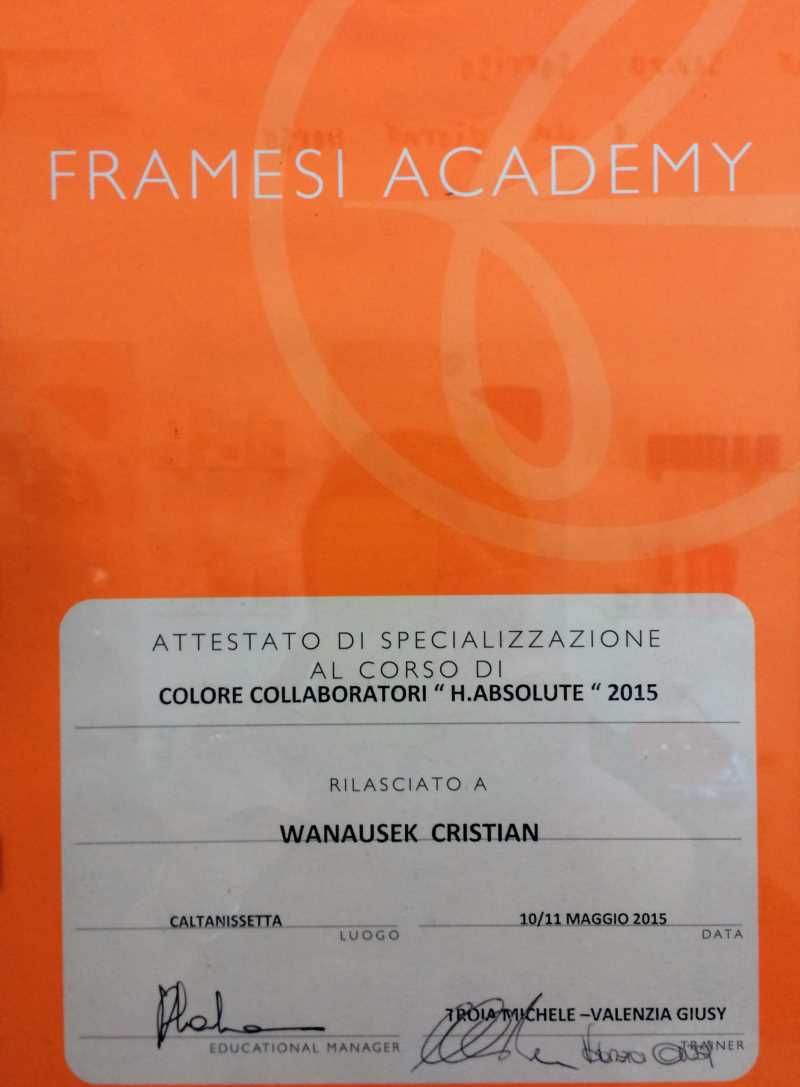 FRAMESI ACADEMY
ATTESTATO DI SPECIALIZZAZIONE
AL CORSO DI
COLORE COLLABORATORI “ H.ABSOLUTE “ 2015
RILASCIATO A
WANAUSEK CRISTIAN
CALTANISSETTA
LUOGO
10/11 MAGGIO 2015
DATA
EDUCATIONAL MANAGER
TROIA MICHELE –VALENZIA GIUSY
TRAINER